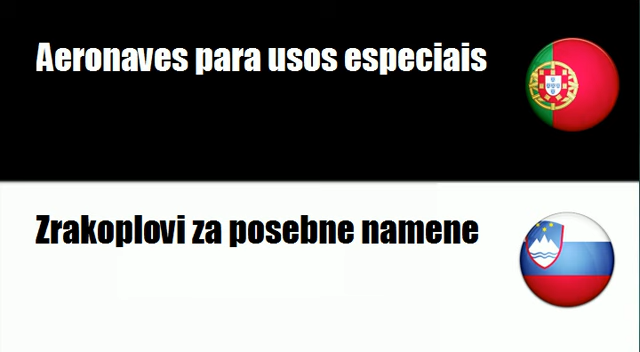 Aeronaves para usos especiais
Zrakoplovi za posebne namene